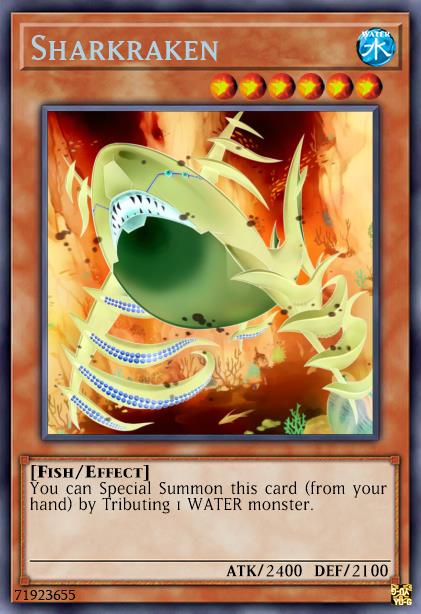 Sharkraken
WATER
水
[Fish/Effect]
You can Special Summon this card (from your
hand) by Tributing 1 WATER monster.
ATK/2400 DEF/2100
71923655